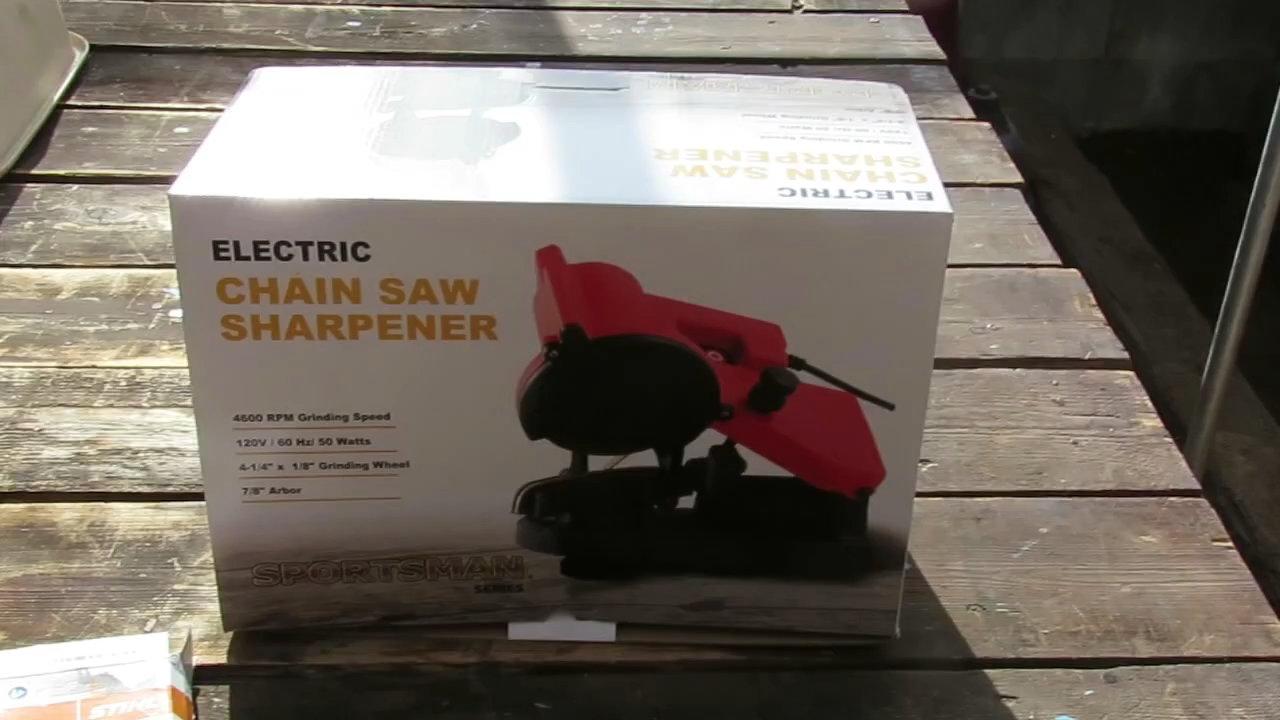 ELECTRIC
CHAIN SAW
SHARPENER
ELECTRIC
CHAIN SAW
SHARPENER
4600 RPM Grinding Speed
120V / 60 Hz/ 50 Watts
4-1/4" x 1/8" Grinding Wheel
7/8" Arbor
SPORTSMAN
SERIES